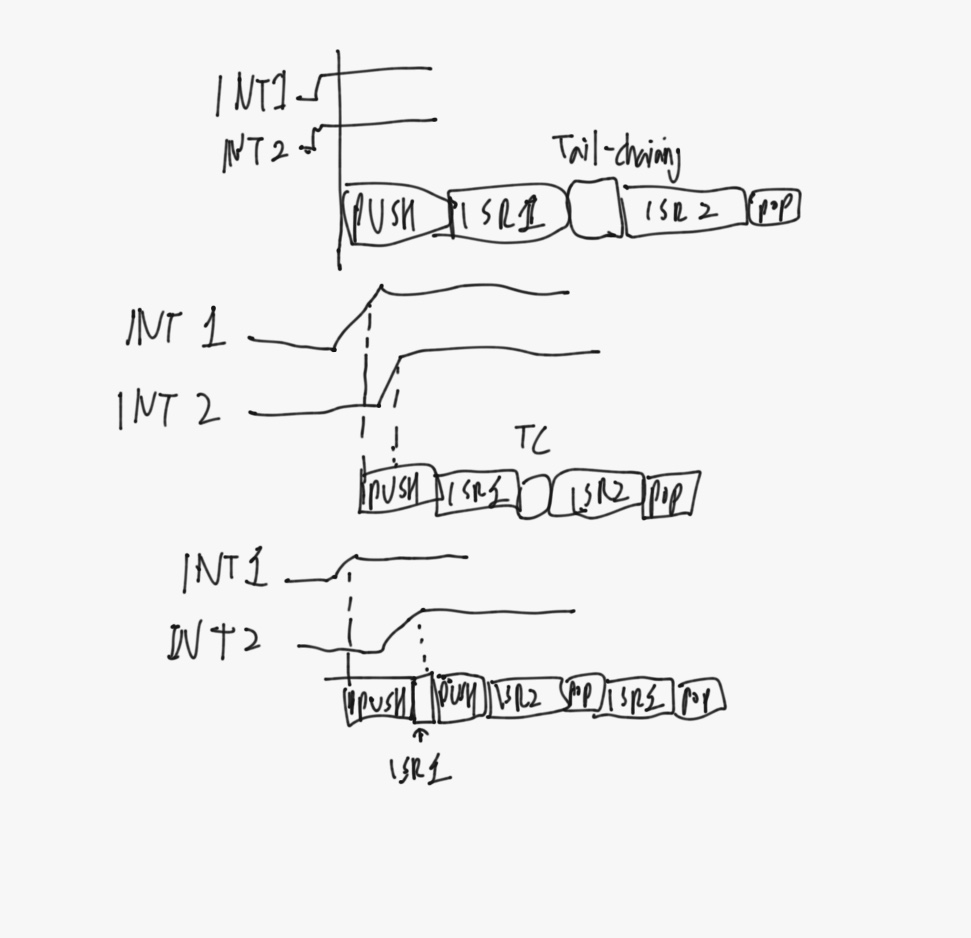 INT1
INT2
Tail-chaining
PUSH ISR1 ISR2 POP
INT 1
INT 2
TC
PUSH ISR1 ISR2 POP
INT1
INT2
PUSH PUSH ISR2 POP ISR1 POP
↑
ISR1